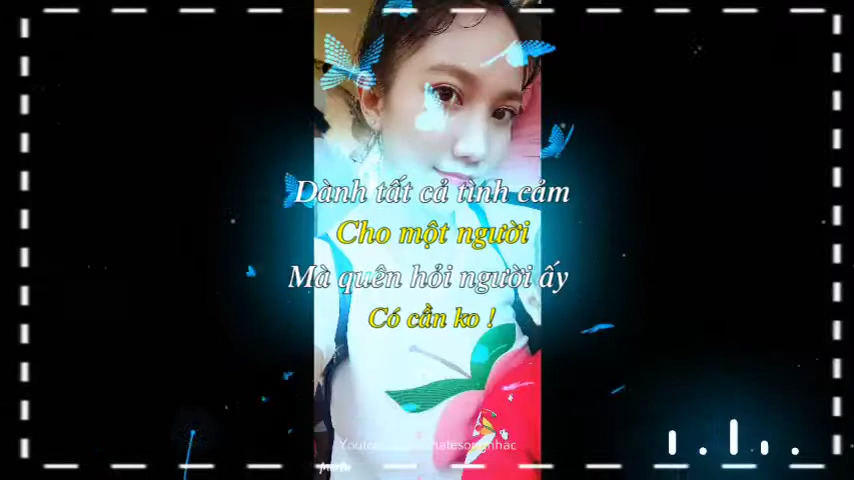 Dành tất cả tình cảm
Cho một người
Mà quên hỏi người ấy
Có cần ko !